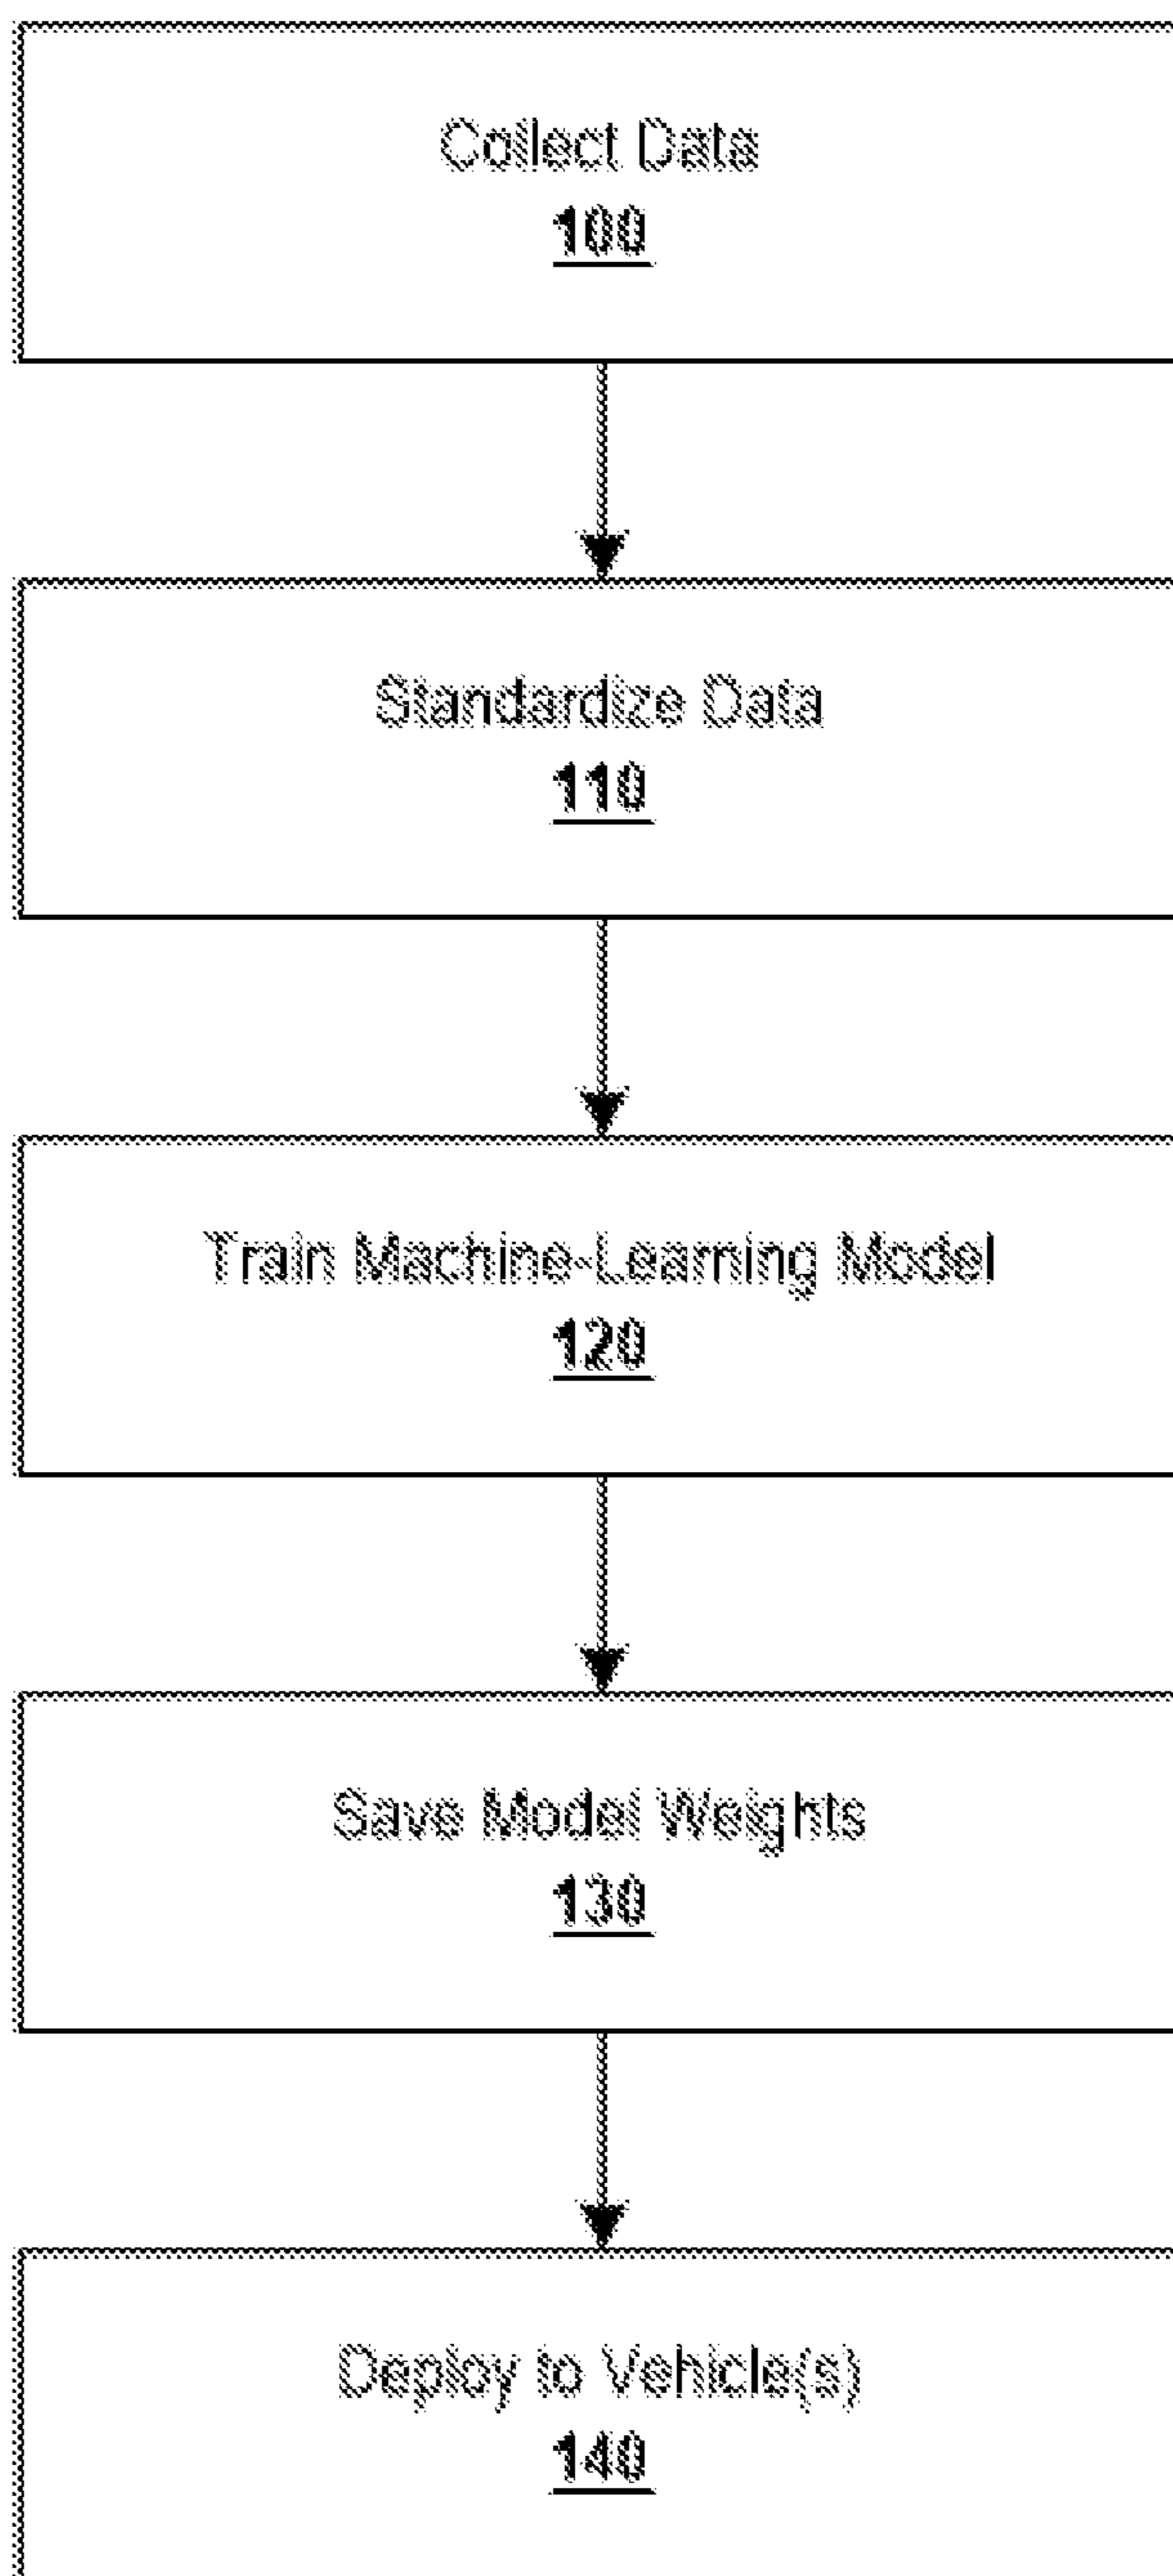 Collect Data
100
Standardize Data
110
Train Machine-Learning Model
120
Save Model Weights
130
Deploy to Vehicle(s)
140